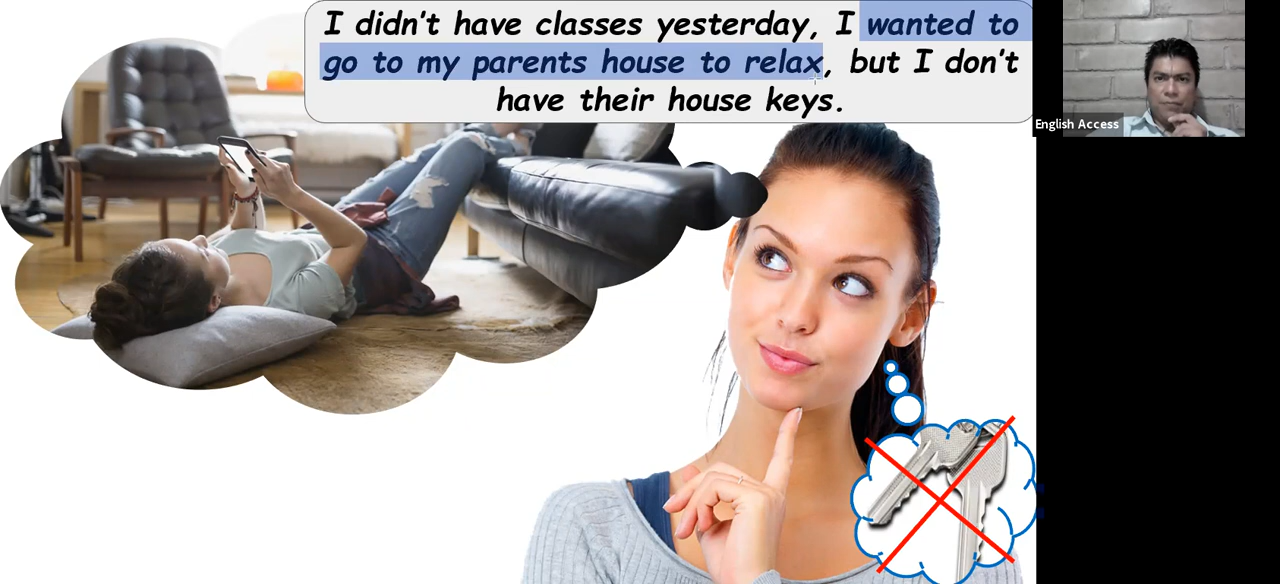 I didn't have classes yesterday, I wanted to
go to my parents house to relax, but I don't
have their house keys.
English Access